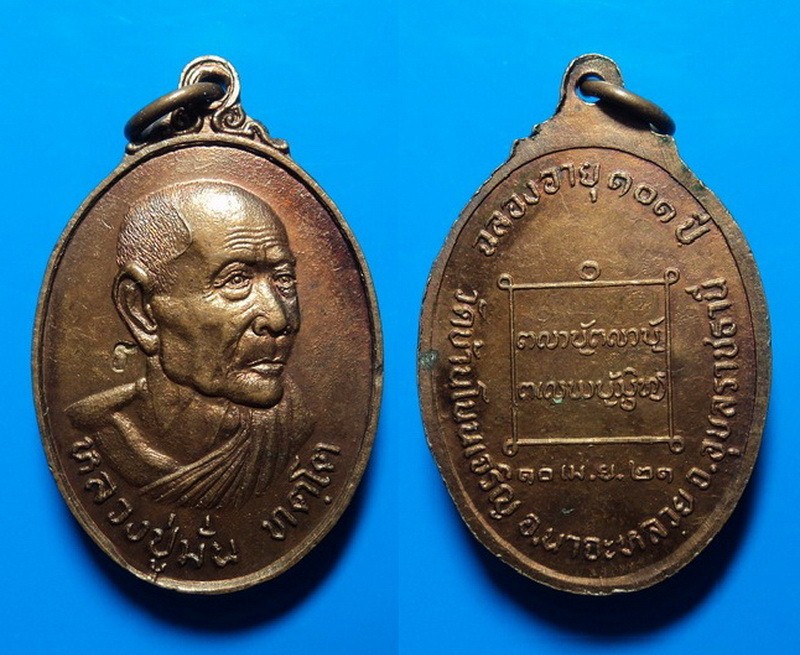 หลวงปู่มั่น ทตฺโต
ฉลองอายุ ๑๐๑ ปี
๑๐ เม.ย. ๒๑
วัดบ้านโนนเจริญ อ.นาจะหลวย จ.อุบลราชธานี